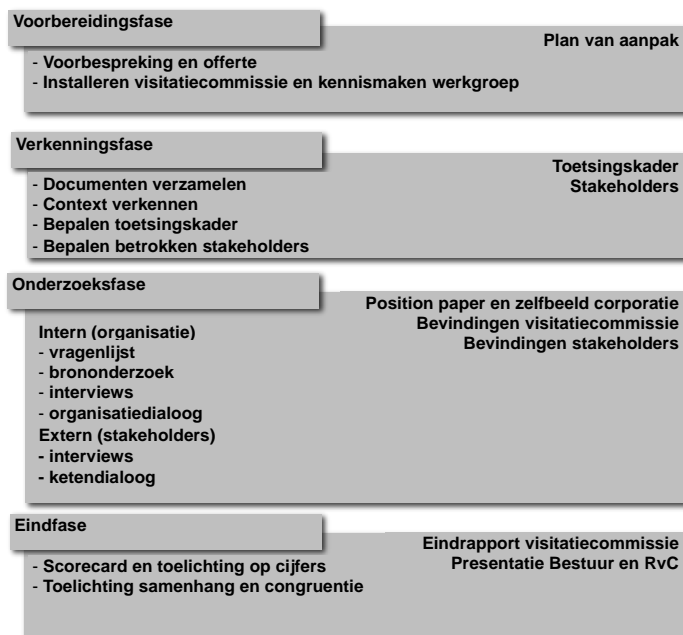 Voorbereidingsfase
Plan van aanpak
- Voorbespreking en offerte
- Installeren visitatiecommissie en kennismaken werkgroep
Verkenningsfase
Toetsingskader
Stakeholders
- Documenten verzamelen
- Context verkennen
- Bepalen toetsingskader
- Bepalen betrokken stakeholders
Onderzoeksfase
Position paper en zelfbeeld corporatie
Bevindingen visitatiecommissie
Bevindingen stakeholders
Intern (organisatie)
- vragenlijst
- brononderzoek
- interviews
- organisatiedialoog
Extern (stakeholders)
- interviews
- ketendialoog
Eindfase
Eindrapport visitatiecommissie
Presentatie Bestuur en RvC
- Scorecard en toelichting op cijfers
- Toelichting samenhang en congruentie